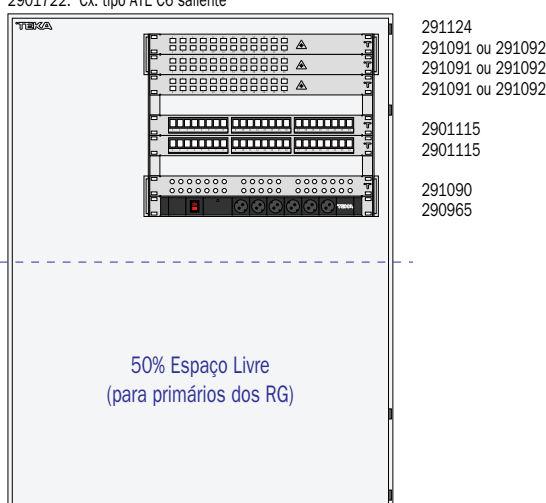 2901722: Cx. tipo ATE C6 saliente
TEKA
291124
291091 ou 291092
291091 ou 291092
291091 ou 291092
2901115
2901115
291090
290965
TEKA
50% Espaço Livre
(para primários dos RG)